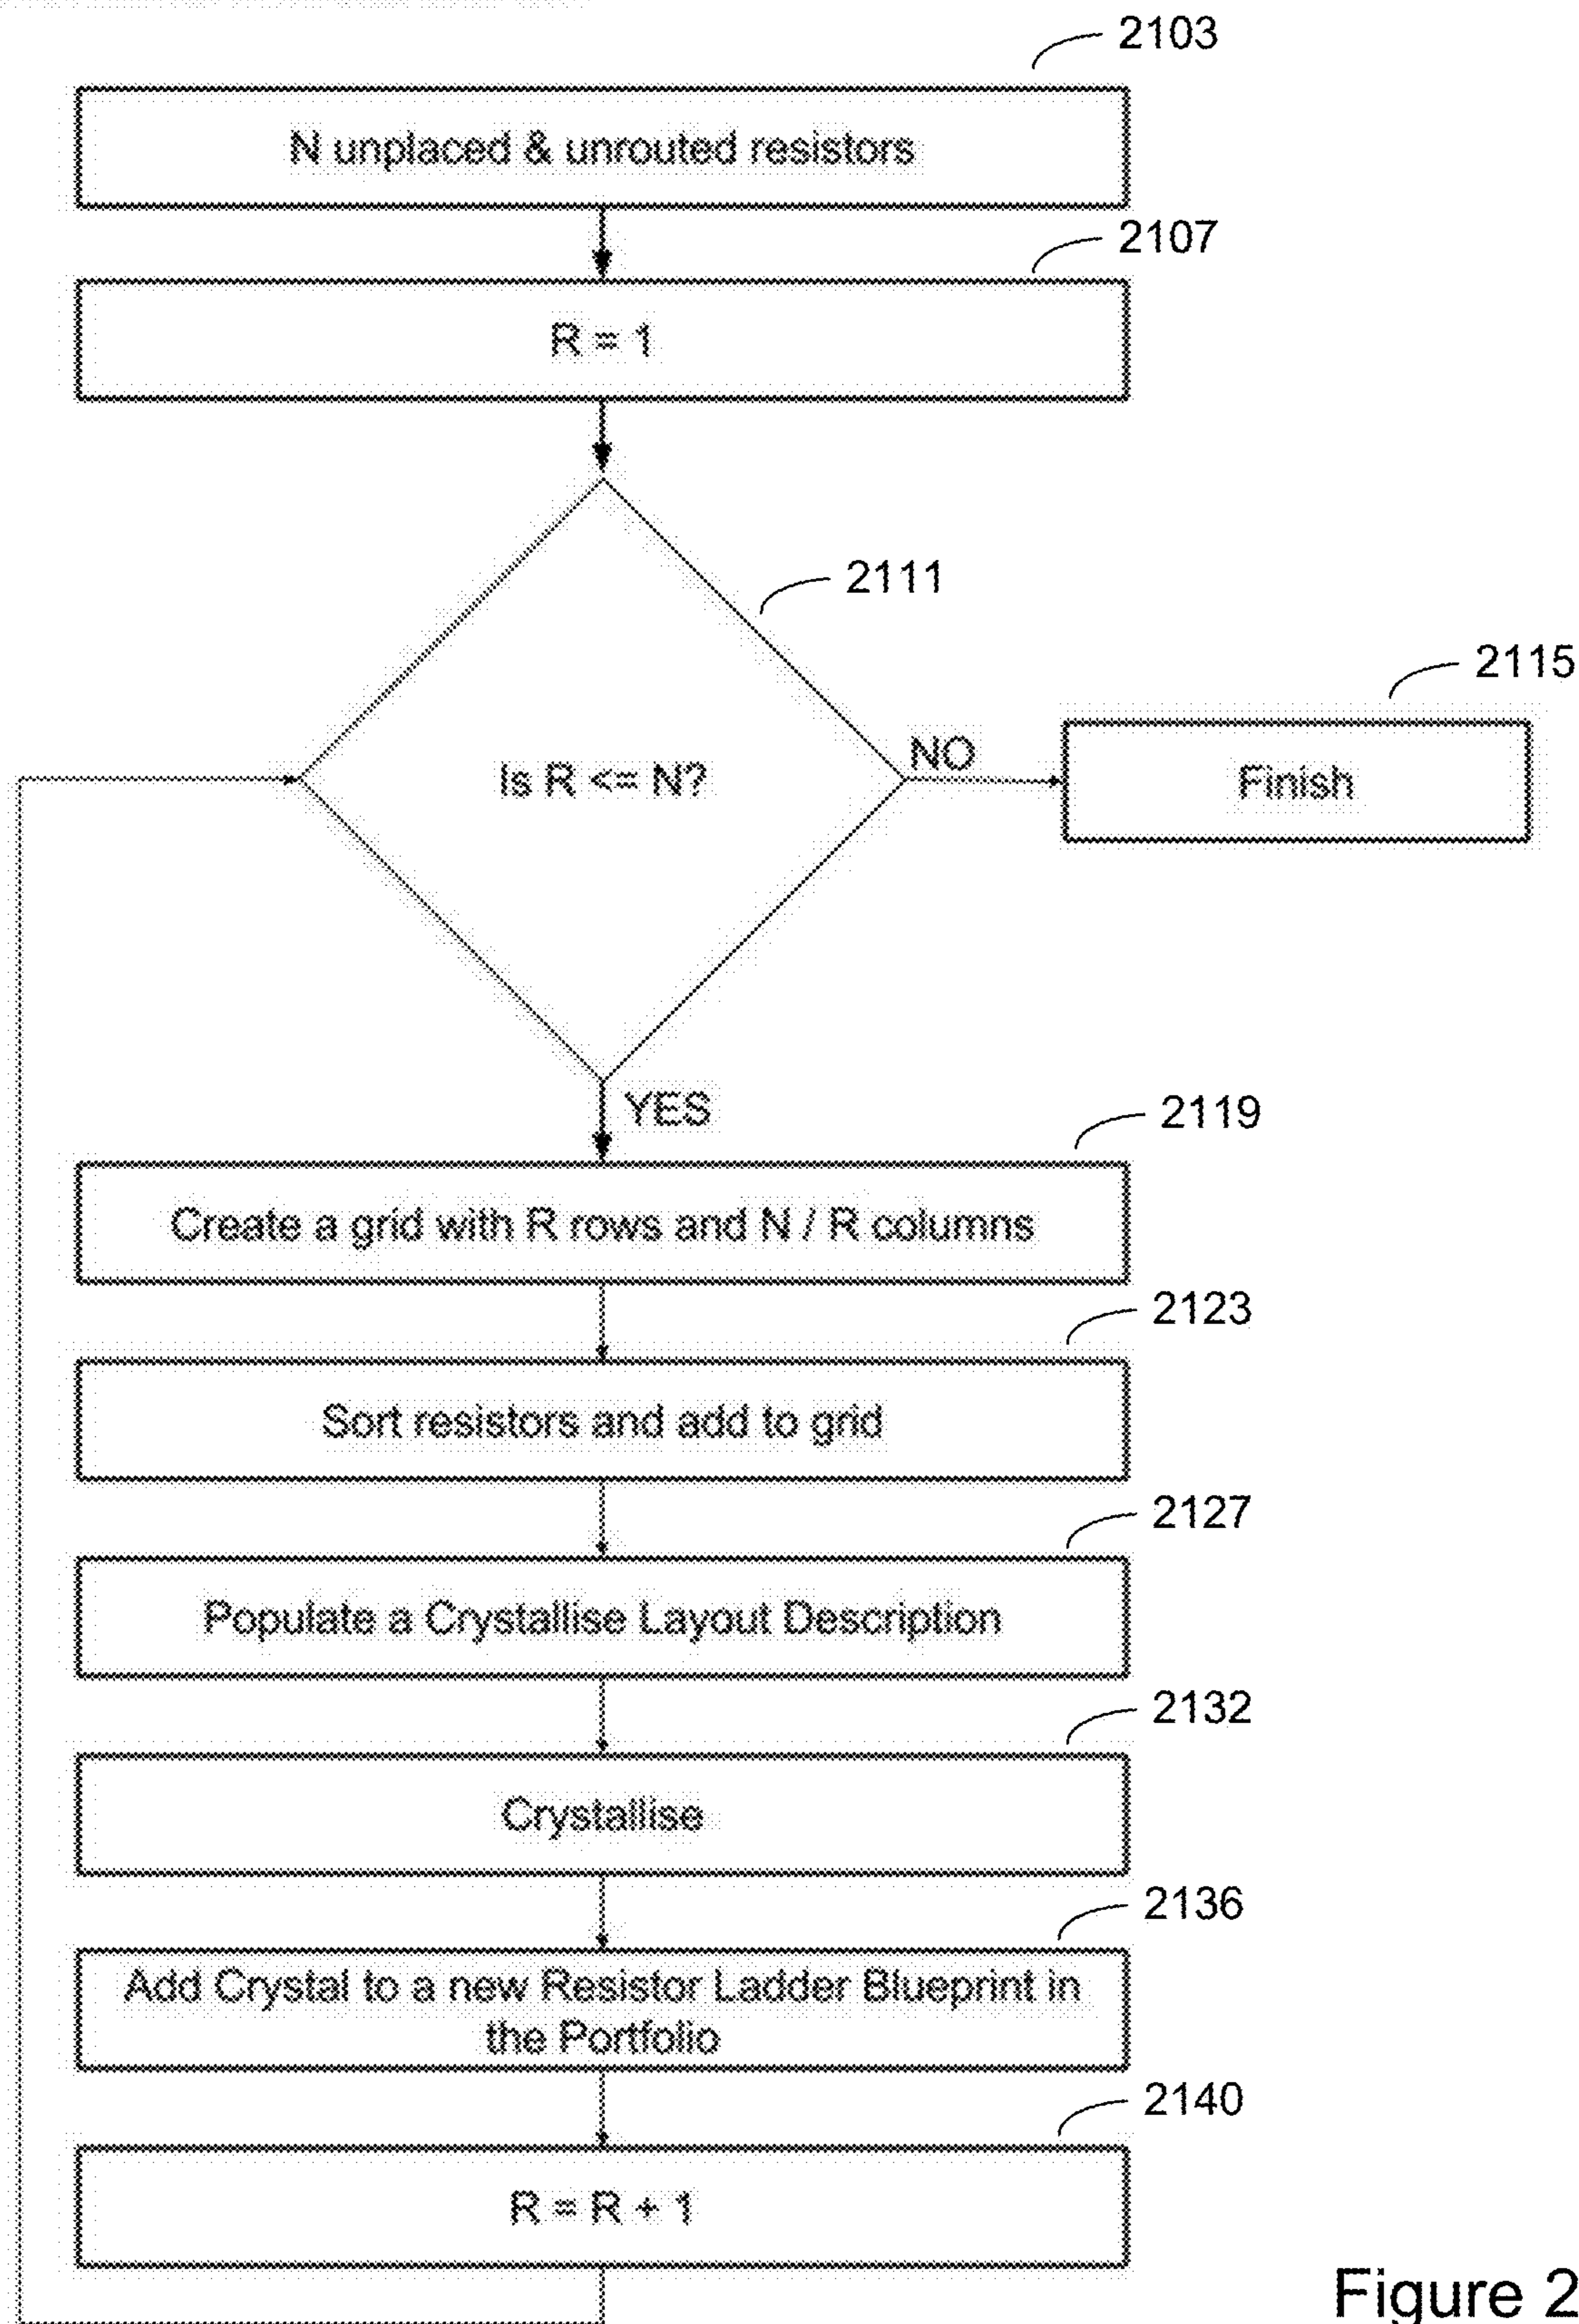 2103
N unplaced & unrouted resistors
2107
R = 1
2111
Is R <= N?
NO
2115
Finish
YES
2119
Create a grid with R rows and N / R columns
2123
Sort resistors and add to grid
2127
Populate a Crystallise Layout Description
2132
Crystallise
2136
Add Crystal to a new Resistor Ladder Blueprint in
the Portfolio
2140
R = R + 1
Figure 2